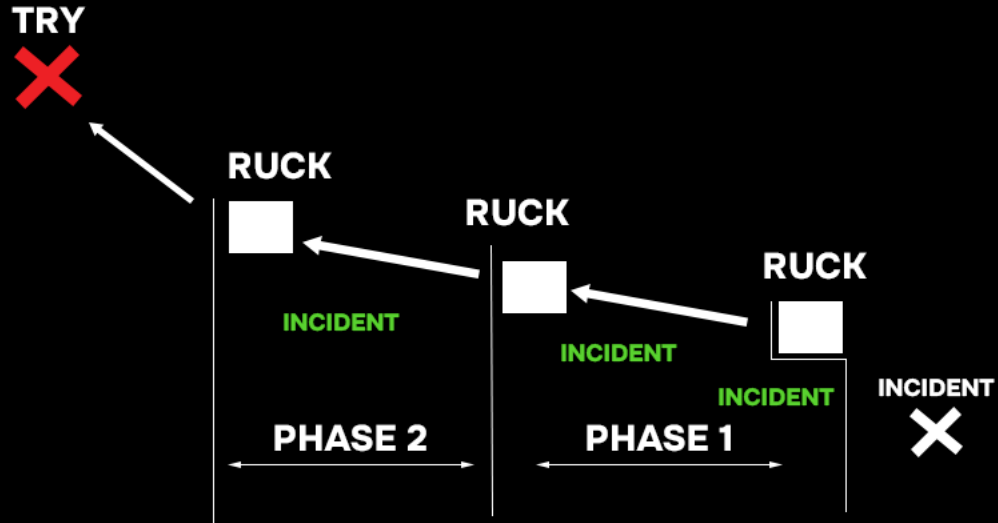 TRY
RUCK
RUCK
RUCK
INCIDENT
INCIDENT
INCIDENT
INCIDENT
PHASE 2
PHASE 1